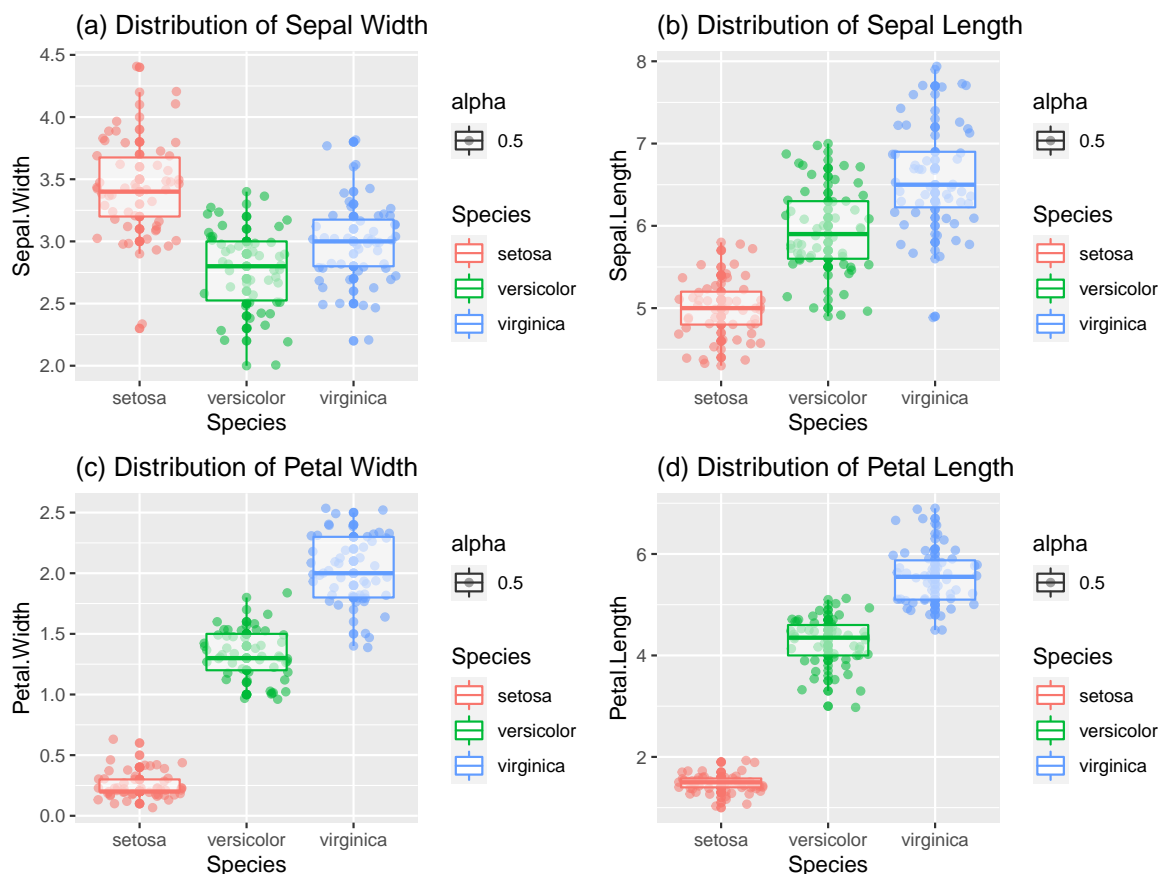 (a) Distribution of Sepal Width
4.5
4.0
3.5
3.0
2.5
2.0
Sepal.Width
setosa versicolor virginica
Species
alpha
0.5
Species
setosa
versicolor
virginica
(b) Distribution of Sepal Length
8
7
6
5
Sepal.Length
setosa versicolor virginica
Species
alpha
0.5
Species
setosa
versicolor
virginica
(c) Distribution of Petal Width
2.5
2.0
1.5
1.0
0.5
0.0
Petal.Width
setosa versicolor virginica
Species
alpha
0.5
Species
setosa
versicolor
virginica
(d) Distribution of Petal Length
6
4
2
Petal.Length
setosa versicolor virginica
Species
alpha
0.5
Species
setosa
versicolor
virginica